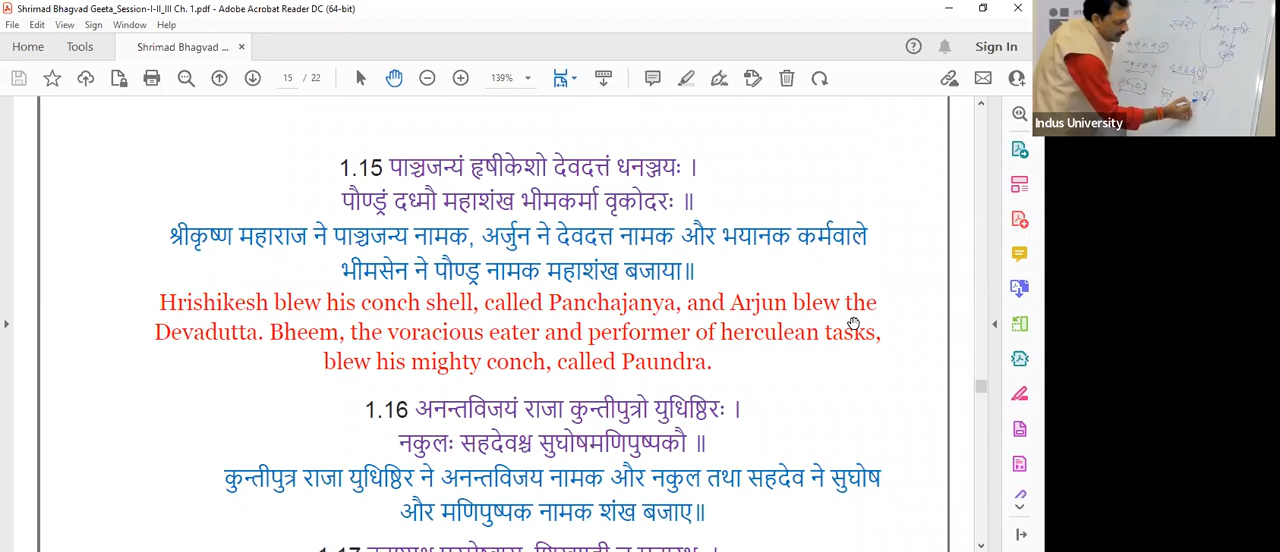 Shrimad Bhagvad Geeta_Session-I-II_III Ch. 1.pdf - Adobe Acrobat Reader DC (64-bit)
File Edit View Sign Window Help
Home Tools Shrimad Bhagvad ... × Sign In
15 / 22 139%
Indus University
1.15 पाञ्चजन्यं हृषीकेशो देवदत्तं धनञ्जयः ।
पौण्ड्रं दध्मौ महाशंख भीमकर्मा वृकोदरः ॥
श्रीकृष्ण महाराज ने पाञ्चजन्य नामक, अर्जुन ने देवदत्त नामक और भयानक कर्मवाले
भीमसेन ने पौण्ड्र नामक महाशंख बजाया॥
Hrishikesh blew his conch shell, called Panchajanya, and Arjun blew the
Devadutta. Bheem, the voracious eater and performer of herculean tasks,
blew his mighty conch, called Paundra.
1.16 अनन्तविजयं राजा कुन्तीपुत्रो युधिष्ठिरः ।
नकुलः सहदेवश्च सुघोषमणिपुष्पकौ ॥
कुन्तीपुत्र राजा युधिष्ठिर ने अनन्तविजय नामक और नकुल तथा सहदेव ने सुघोष
और मणिपुष्पक नामक शंख बजाए॥
1.17